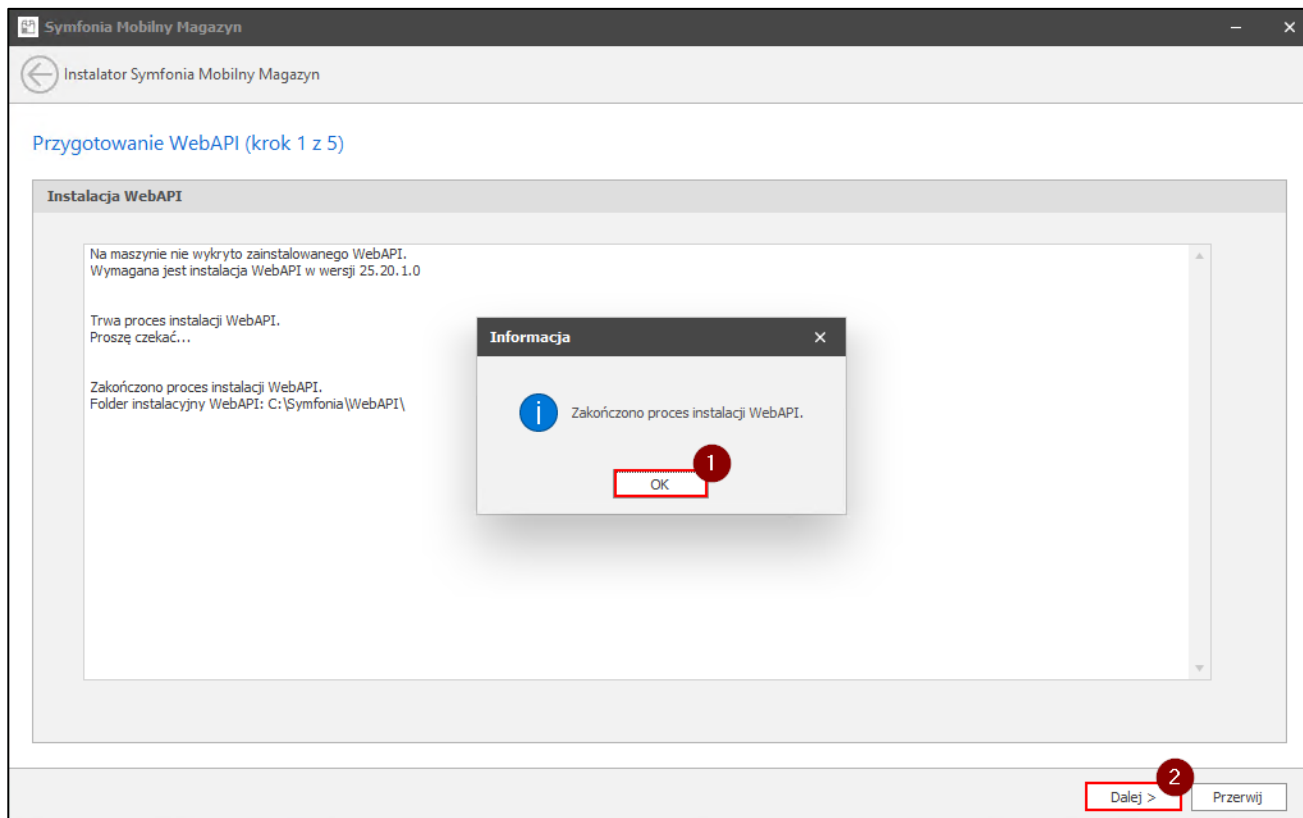 Symfonia Mobilny Magazyn
Instalator Symfonia Mobilny Magazyn
Przygotowanie WebAPI (krok 1 z 5)
Instalacja WebAPI
Na maszynie nie wykryto zainstalowanego WebAPI.
Wymagana jest instalacja WebAPI w wersji 25.20.1.0
Trwa proces instalacji WebAPI.
Proszę czekać...
Zakończono proces instalacji WebAPI.
Folder instalacyjny WebAPI: C:\Symfonia\WebAPI\
Informacja
Zakończono proces instalacji WebAPI.
1
OK
2
Dalej >
Przerwij